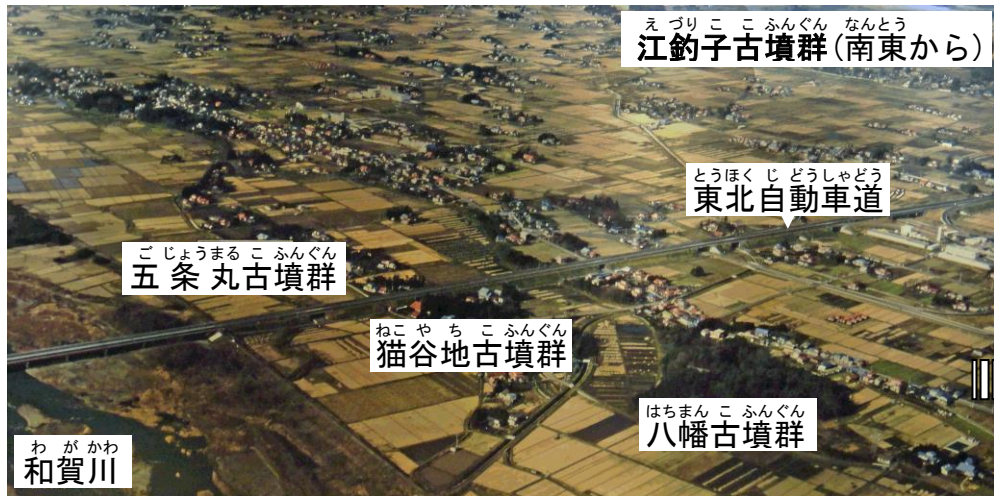 え づり こ こ ふんぐん なんとう
江釣子古墳群(南東から)
とうほく じ どうしゃどう
東北自動車道
ご じょうまる こ ふんぐん
五条丸古墳群
ねこ や ち こ ふんぐん
猫谷地古墳群
はちまん こ ふんぐん
八幡古墳群
わ が かわ
和賀川